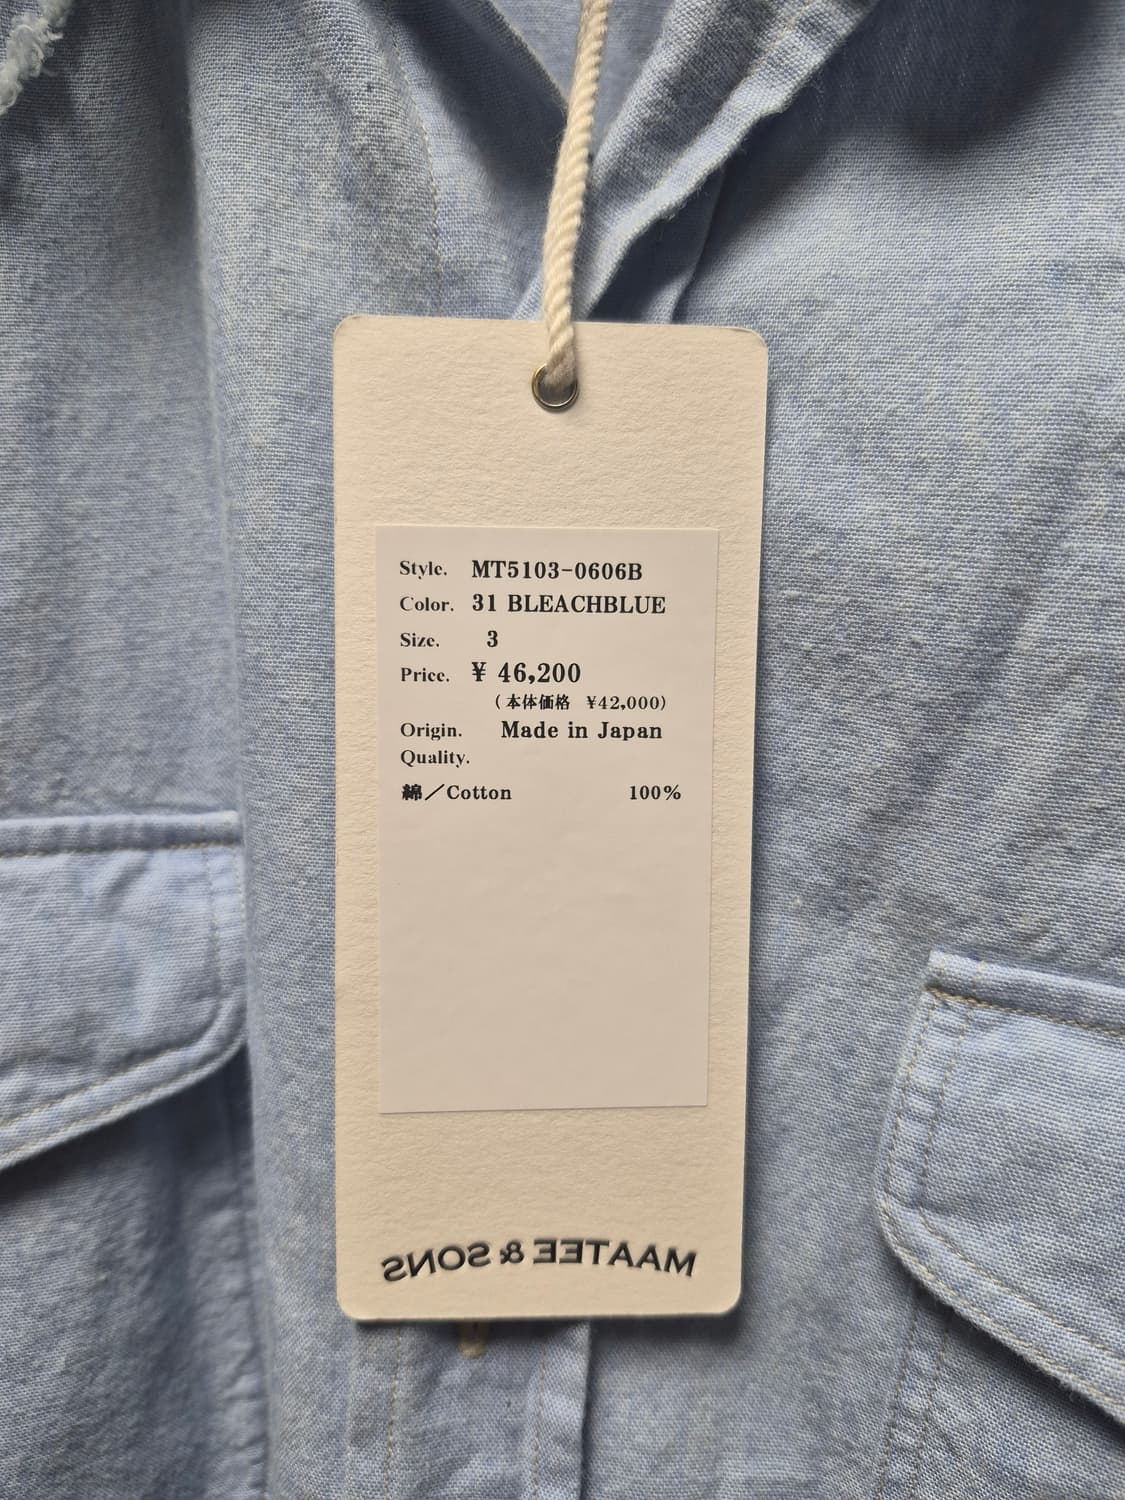 Style. MT5103-0606B
Color. 31 BLEACHBLUE
Size. 3
Price. ¥ 46,200
(本体価格 ¥42,000)
Origin. Made in Japan
Quality.
綿／Cotton 100%
MAATEE & SONS